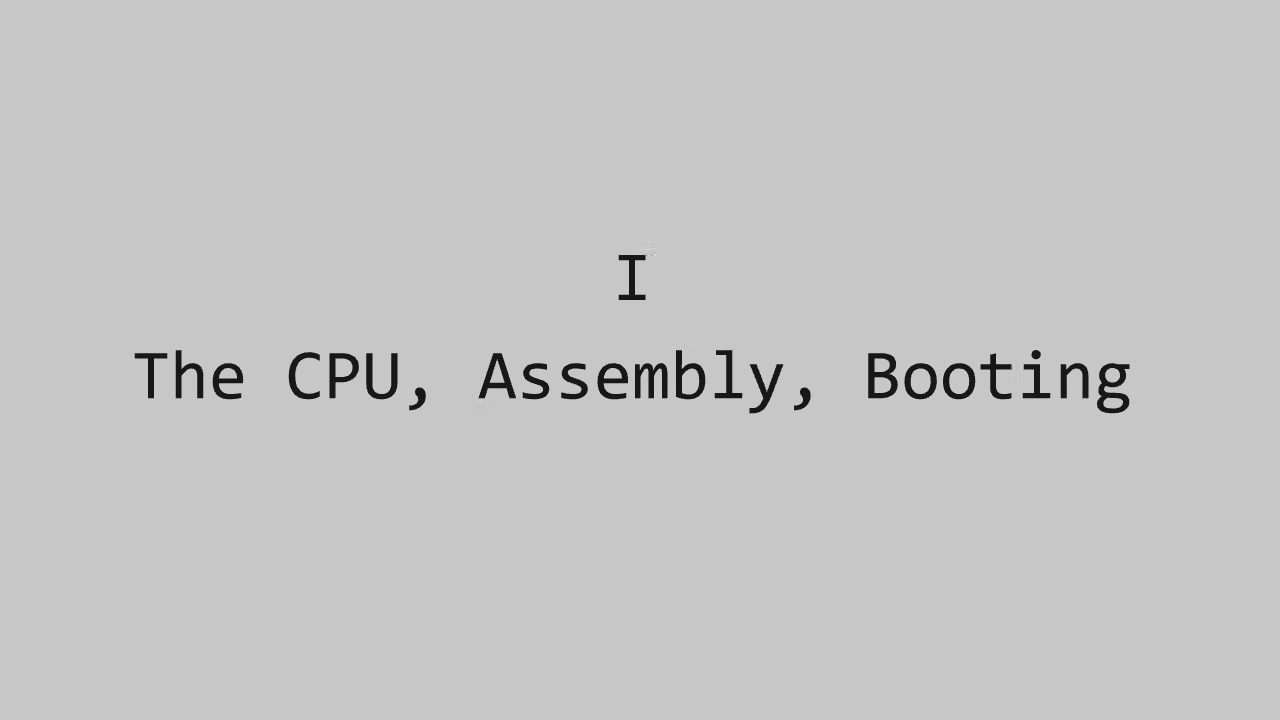 I
The CPU, Assembly, Booting